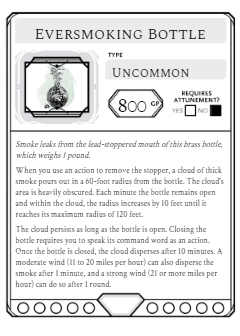 EVERSMOKING BOTTLE
TYPE
UNCOMMON
800 GP
REQUIRES
ATTUNEMENT?
YES NO
Smoke leaks from the lead-stoppered mouth of this brass bottle,
which weighs 1 pound.
When you use an action to remove the stopper, a cloud of thick
smoke pours out in a 60-foot radius from the bottle. The cloud's
area is heavily obscured. Each minute the bottle remains open
and within the cloud, the radius increases by 10 feet until it
reaches its maximum radius of 120 feet.
The cloud persists as long as the bottle is open. Closing the
bottle requires you to speak its command word as an action.
Once the bottle is closed, the cloud disperses after 10 minutes. A
moderate wind (11 to 20 miles per hour) can also disperse the
smoke after 1 minute, and a strong wind (21 or more miles per
hour) can do so after 1 round.